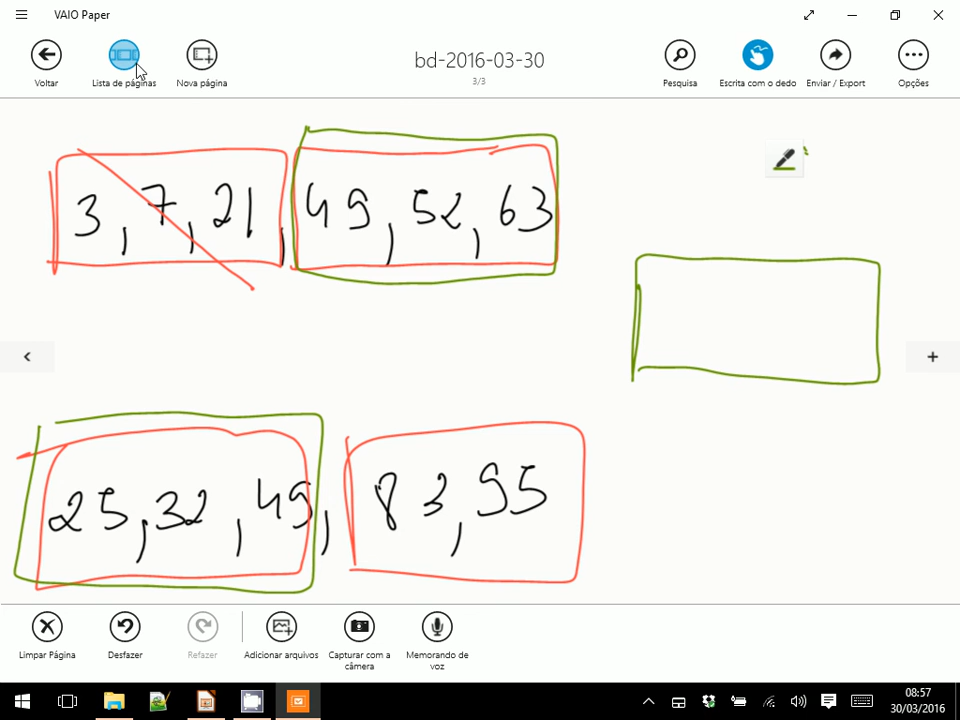 VAIO Paper
Voltar
Lista de páginas
Nova página
bd-2016-03-30
3/3
Pesquisa
Escrita com o dedo
Enviar / Export
Opções
3, 7, 21, 49, 52, 63
25, 32, 49, 83, 95
Limpar Página
Desfazer
Refazer
Adicionar arquivos
Capturar com a
câmera
Memorando de
voz
08:57
30/03/2016